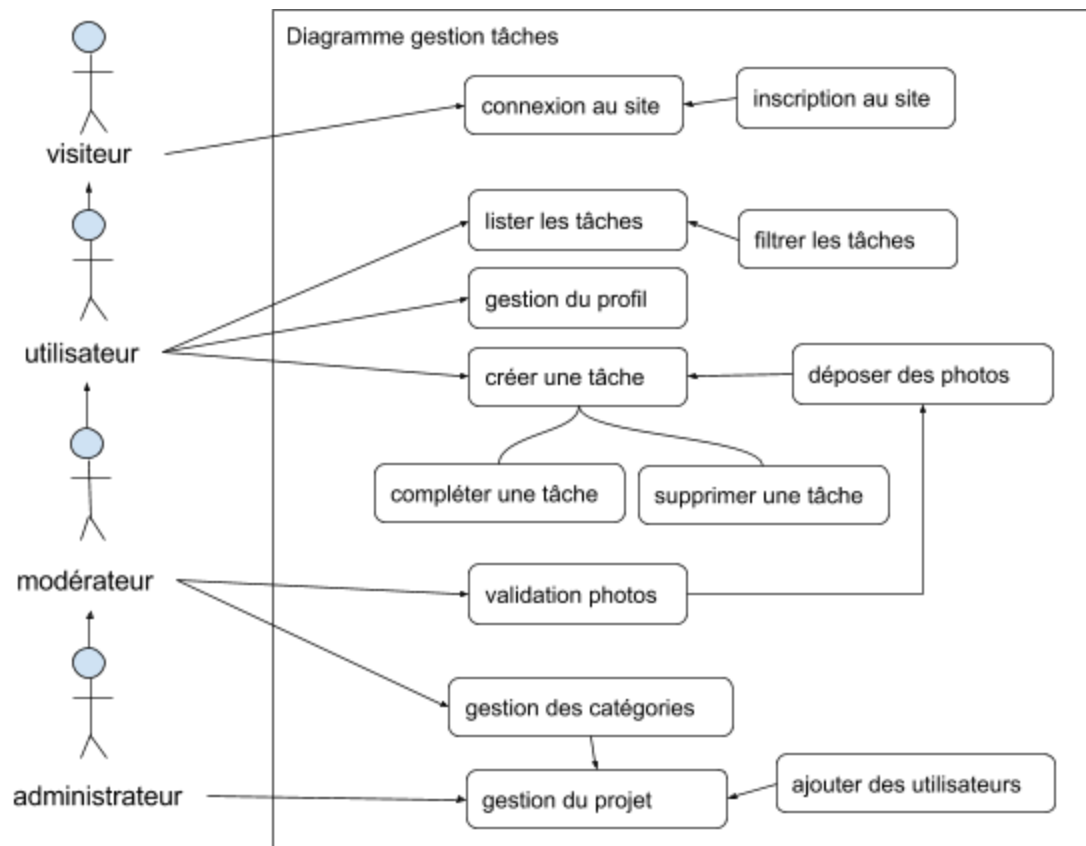 Diagramme gestion tâches
connexion au site
inscription au site
visiteur
lister les tâches
filtrer les tâches
gestion du profil
utilisateur
créer une tâche
déposer des photos
compléter une tâche
supprimer une tâche
modérateur
validation photos
gestion des catégories
administrateur
gestion du projet
ajouter des utilisateurs